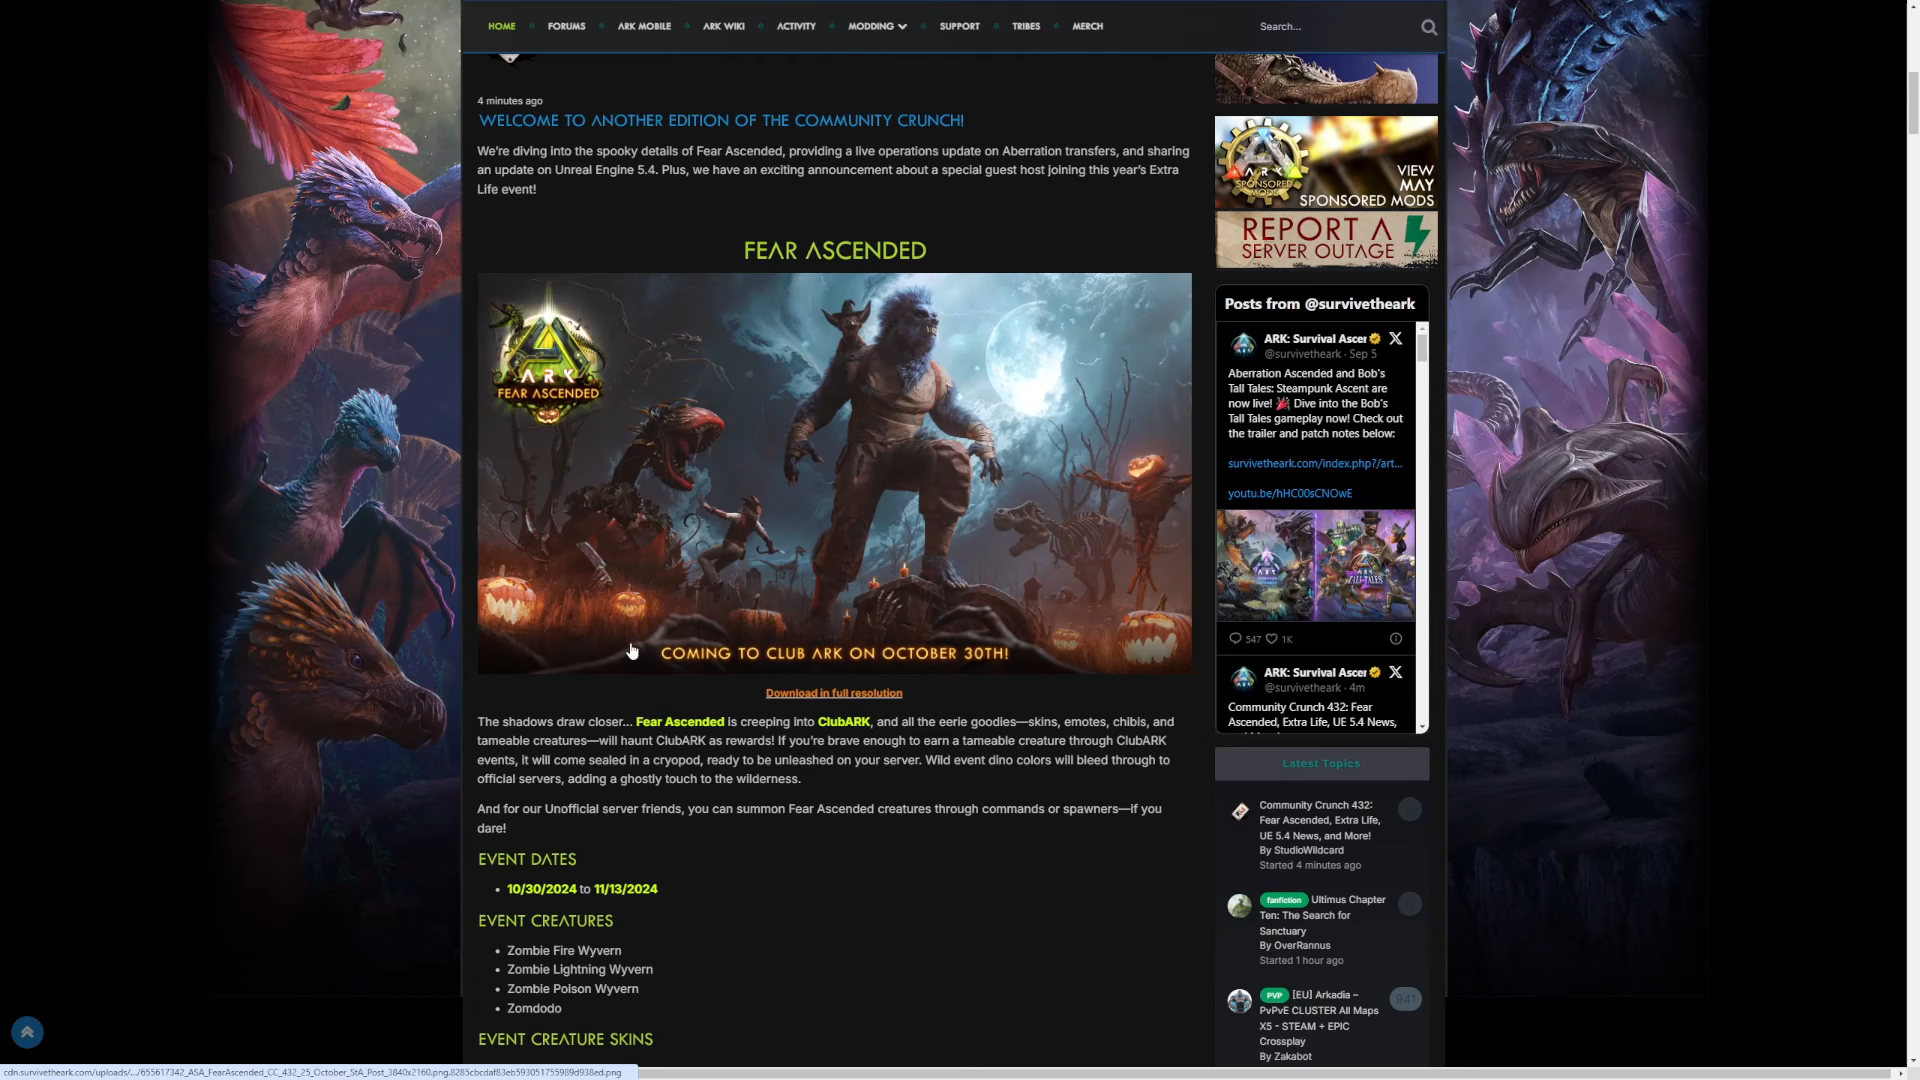 HOME
FORUMS
ARK MOBILE
ARK WIKI
ACTIVITY
MODDING
SUPPORT
TRIBES
MERCH
Search...
4 minutes ago
WELCOME TO ANOTHER EDITION OF THE COMMUNITY CRUNCH!
We're diving into the spooky details of Fear Ascended, providing a live operations update on Aberration transfers, and sharing
an update on Unreal Engine 5.4. Plus, we have an exciting announcement about a special guest host joining this year's Extra
Life event!
FEAR ASCENDED
ARK
FEAR ASCENDED
COMING TO CLUB ARK ON OCTOBER 30TH!
Download in full resolution
The shadows draw closer... Fear Ascended is creeping into ClubARK, and all the eerie goodies—skins, emotes, chibis, and
tameable creatures—will haunt ClubARK as rewards! If you're brave enough to earn a tameable creature through ClubARK
events, it will come sealed in a cryopod, ready to be unleashed on your server. Wild event dino colors will bleed through to
official servers, adding a ghostly touch to the wilderness.
And for our Unofficial server friends, you can summon Fear Ascended creatures through commands or spawners—if you
dare!
EVENT DATES
• 10/30/2024 to 11/13/2024
EVENT CREATURES
• Zombie Fire Wyvern
• Zombie Lightning Wyvern
• Zombie Poison Wyvern
• Zomdodo
EVENT CREATURE SKINS
ARK
SPONSORED
MODS
VIEW
MAY
SPONSORED MODS
REPORT A
SERVER OUTAGE
Posts from @survivetheark
ARK: Survival Ascer
@survivetheark · Sep 5
Aberration Ascended and Bob's
Tall Tales: Steampunk Ascent are
now live! 🎉 Dive into the Bob's
Tall Tales gameplay now! Check out
the trailer and patch notes below:
survivetheark.com/index.php?/art...
youtu.be/hHC00sCNOwE
ARK
TALL TALES
547 1K
ARK: Survival Ascer
@survivetheark · 4m
Community Crunch 432: Fear
Ascended, Extra Life, UE 5.4 News,
Latest Topics
Community Crunch 432:
Fear Ascended, Extra Life,
UE 5.4 News, and More!
By StudioWildcard
Started 4 minutes ago
fanfiction Ultimus Chapter
Ten: The Search for
Sanctuary
By OverRannus
Started 1 hour ago
PVP [EU] Arkadia –
PvPvE CLUSTER All Maps
X5 - STEAM + EPIC
Crossplay
By Zakabot
941
cdn.survivetheark.com/uploads/.../655617342_ASA_FearAscended_CC_432_25_October_StA_Post_3840x2160.png.8285cbcdaf83eb593051755989d938ed.png